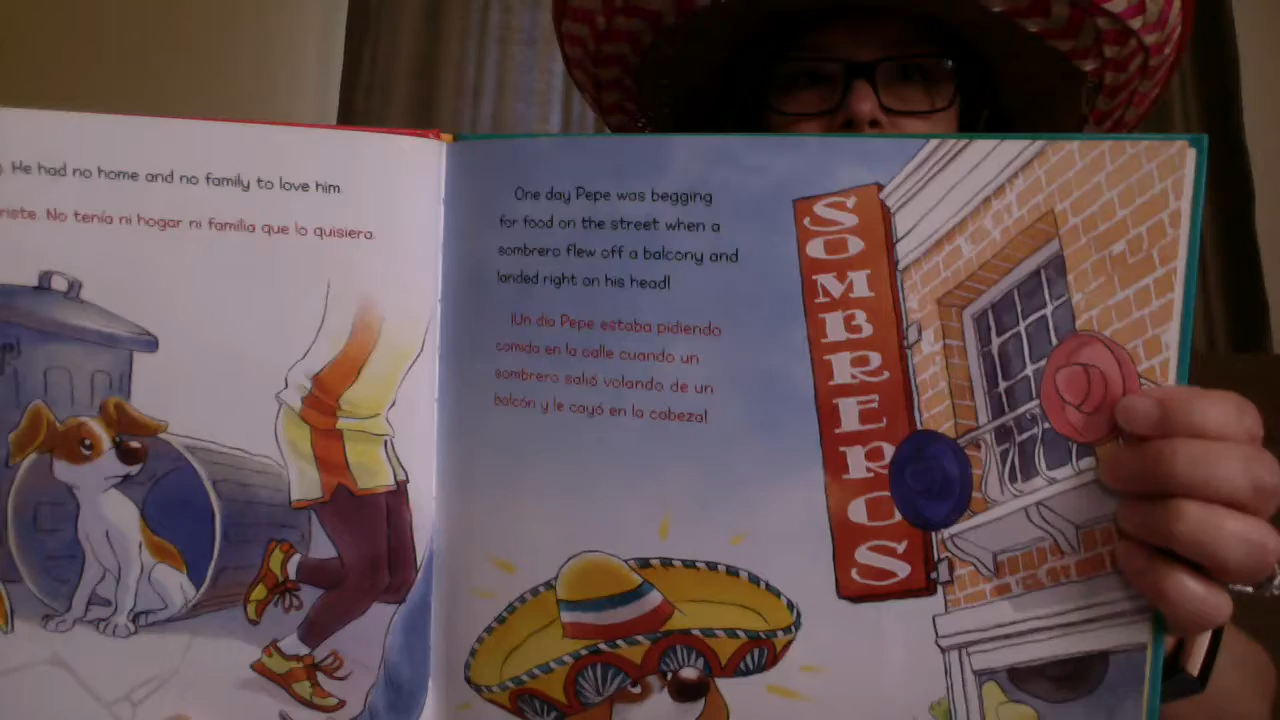 . He had no home and no family to love him.
riste. No tenía ni hogar ni familia que lo quisiera.
One day Pepe was begging
for food on the street when a
sombrero flew off a balcony and
landed right on his head!
¡Un día Pepe estaba pidiendo
comida en la calle cuando un
sombrero salió volando de un
balcón y le cayó en la cabeza!
SOMBREROS